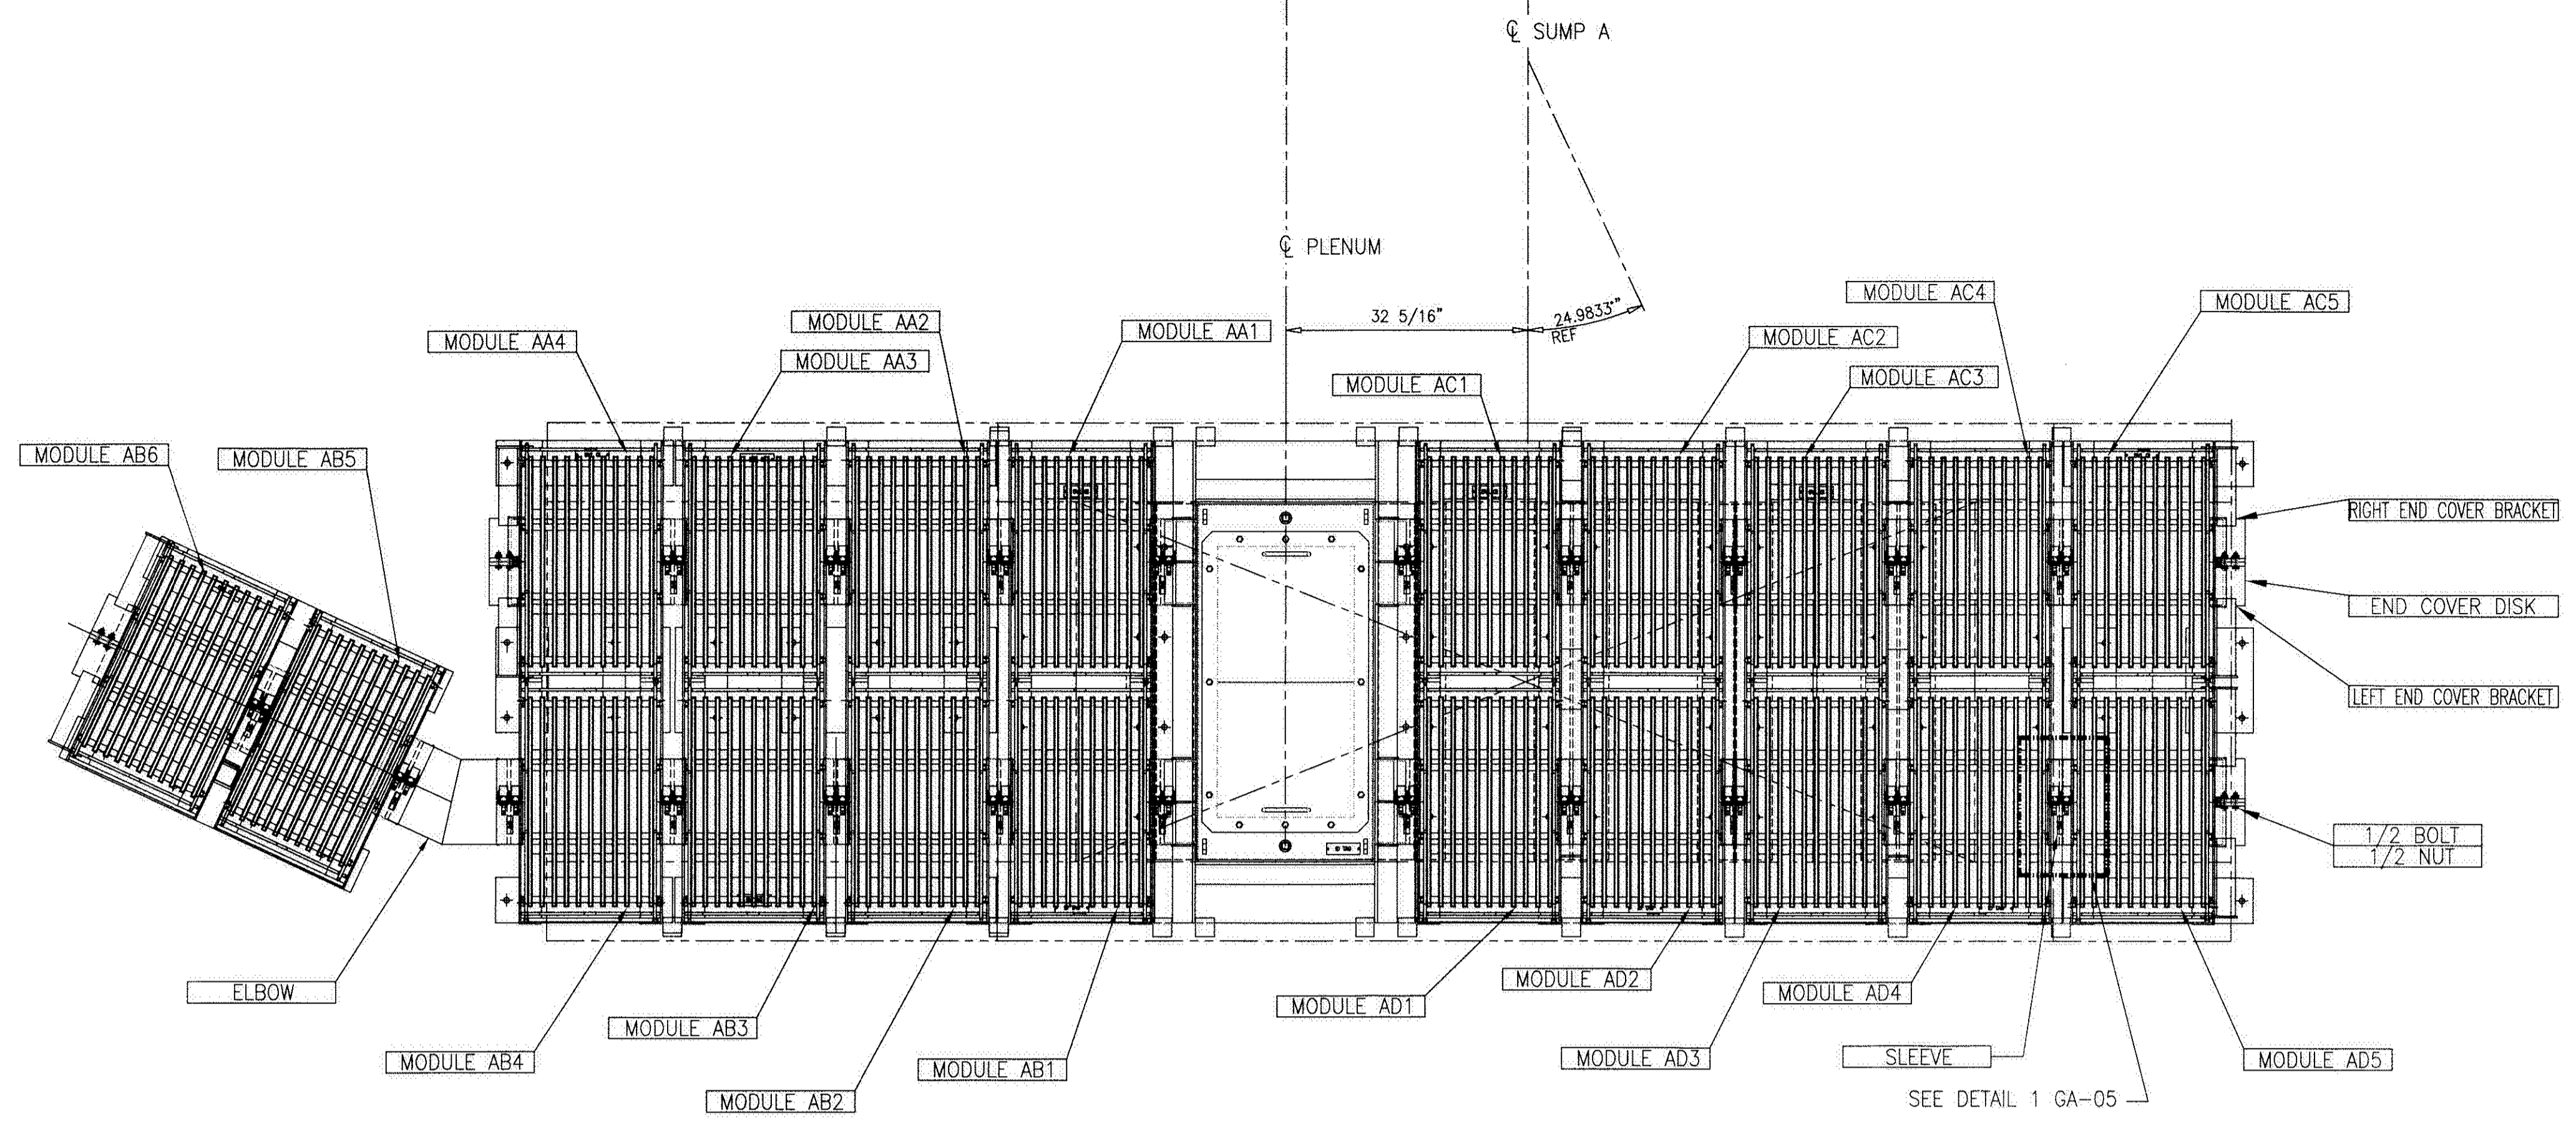 ℄ SUMP A
℄ PLENUM
32 5/16"
24.9833°"
REF
MODULE AC4
MODULE AC5
MODULE AA2
MODULE AA1
MODULE AA4
MODULE AA3
MODULE AC2
MODULE AC1
MODULE AC3
MODULE AB6
MODULE AB5
RIGHT END COVER BRACKET
END COVER DISK
LEFT END COVER BRACKET
1/2 BOLT
1/2 NUT
ELBOW
MODULE AD2
MODULE AD4
MODULE AD1
MODULE AB3
MODULE AB4
MODULE AB1
MODULE AD3
SLEEVE
MODULE AD5
MODULE AB2
SEE DETAIL 1 GA-05